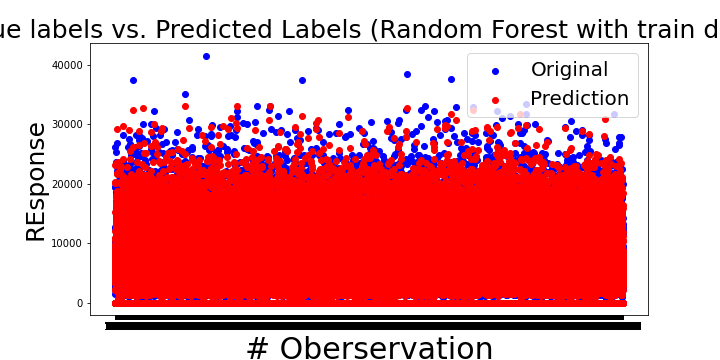 ue labels vs. Predicted Labels (Random Forest with train d
Original
Prediction
REsponse
40000
30000
20000
10000
0
# Oberservation